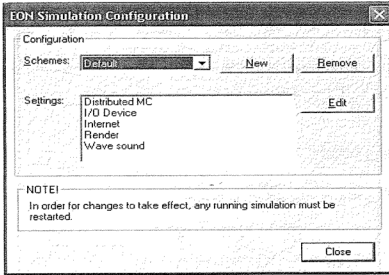 EON Simulation Configuration
Configuration
Schemes: Default New Remove
Settings: Distributed MC Edit
I/O Device
Internet
Render
Wave sound
NOTE!
In order for changes to take effect, any running simulation must be
restarted.
Close